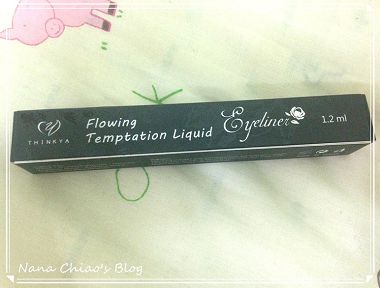 THINKYA
Flowing
Temptation Liquid
Eyeliner
1.2 ml
Nana Chiao's Blog